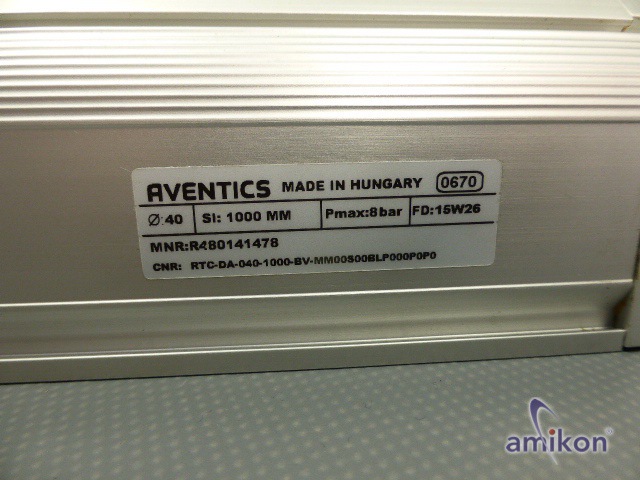 AVENTICS MADE IN HUNGARY 0670
Ø:40 SI: 1000 MM Pmax:8bar FD:15W26
MNR:R480141478
CNR: RTC-DA-040-1000-BV-MM00S00BLP000P0P0
amikon®